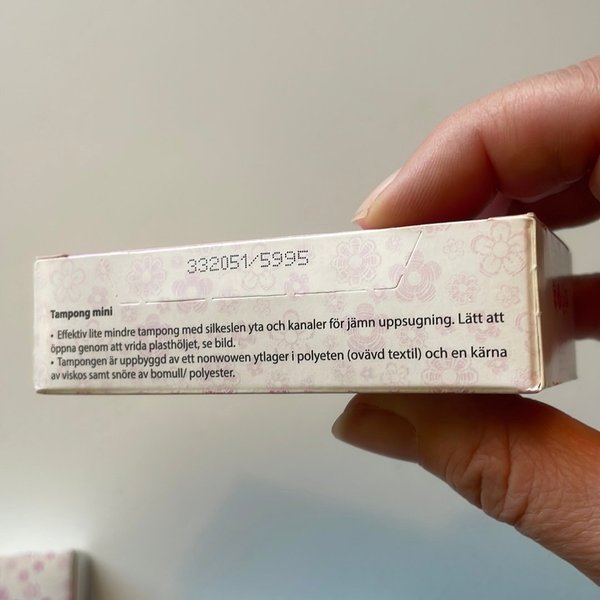 332051/5995
Tampong mini
• Effektiv lite mindre tampong med silkeslen yta och kanaler för jämn uppsugning. Lätt att
öppna genom att vrida plasthöljet, se bild.
• Tampongen är uppbyggd av ett nonwowen ytlager i polyeten (ovävd textil) och en kärna
av viskos samt snöre av bomull/ polyester.